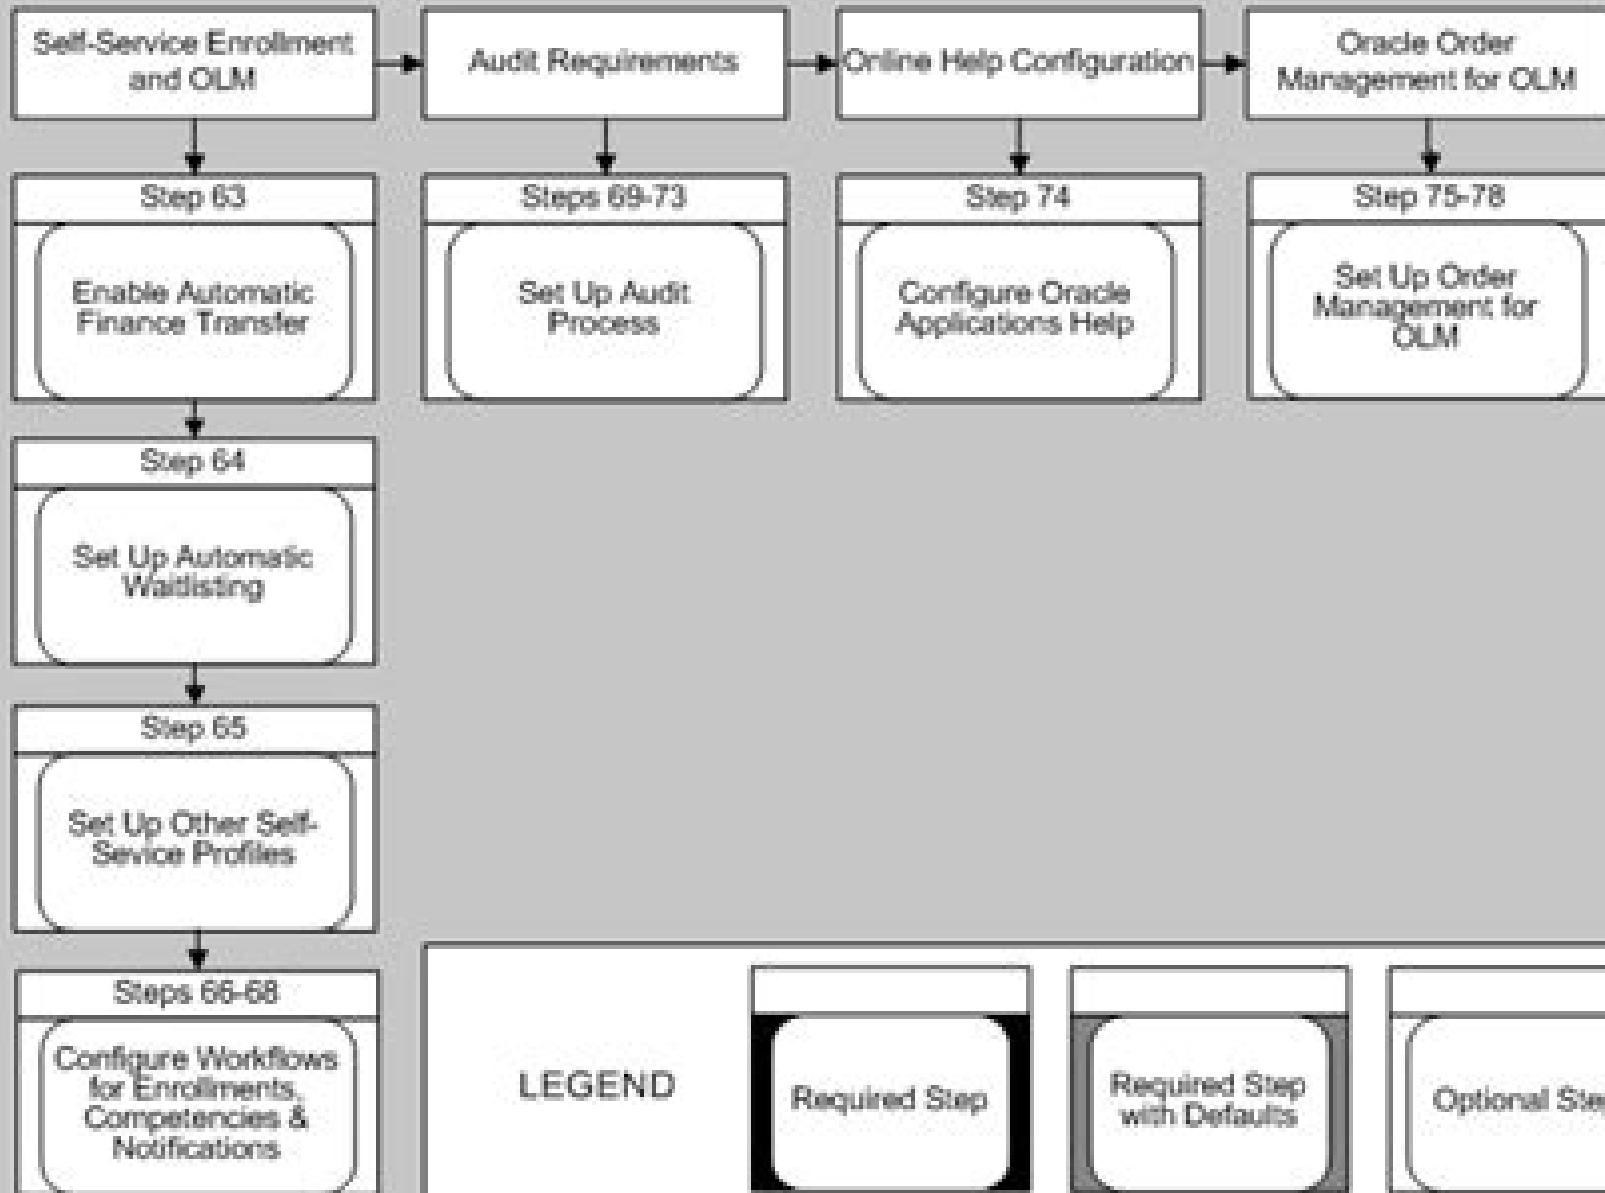 Self-Service Enrollment
and OLM
Audit Requirements
Online Help Configuration
Oracle Order
Management for OLM
Step 63
Enable Automatic
Finance Transfer
Steps 69-73
Set Up Audit
Process
Step 74
Configure Oracle
Applications Help
Step 75-78
Set Up Order
Management for
OLM
Step 64
Set Up Automatic
Waitlisting
Step 65
Set Up Other Self-
Sevice Profiles
Steps 66-68
Configure Workflows
for Enrollments,
Competencies &
Notifications
LEGEND
Required Step
Required Step
with Defaults
Optional Step